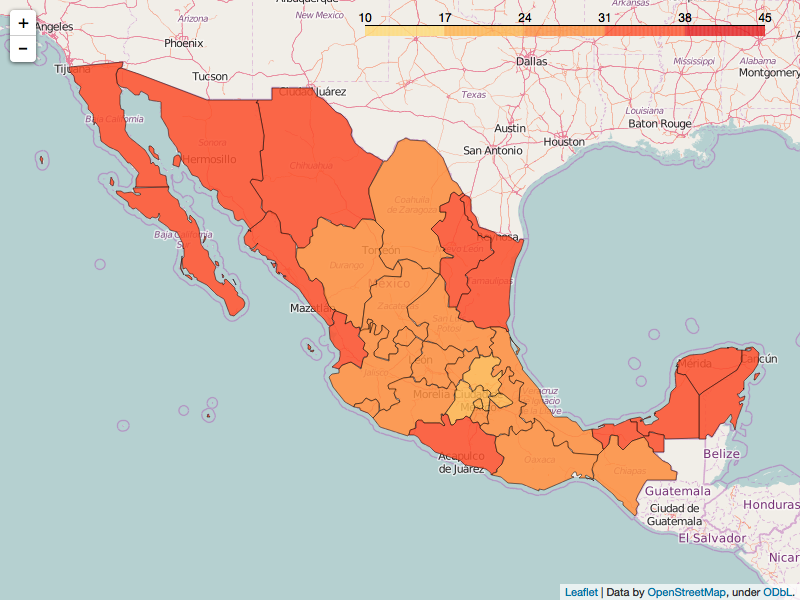 Albuquerque
Arkansas
+
10 17 24 31 38 45
New Mexico
Arizona
Angeles
Phoenix
−
Dallas
Mississippi
Alabama
Tijuana
Tucson
Montgomery
Ciudad Juárez
Texas
Louisiana
Baja California
Austin
Baton Rouge
Sonora
Houston
San Antonio
Hermosillo
Chihuahua
Coahuila
de Zaragoza
Baja California
Sur
Reynosa
Nuevo León
Torreón
Durango
Tamaulipas
México
Mazatlán
Zacatecas
San Luis
Potosí
León
Cancún
Mérida
Jalisco
Morelia
Veracruz
de Ignacio
de la Llave
Acapulco
de Juárez
Oaxaca
Chiapas
Belize
Guatemala
Honduras
Ciudad de
Guatemala
El Salvador
Nicar
Leaflet | Data by OpenStreetMap, under ODbL.